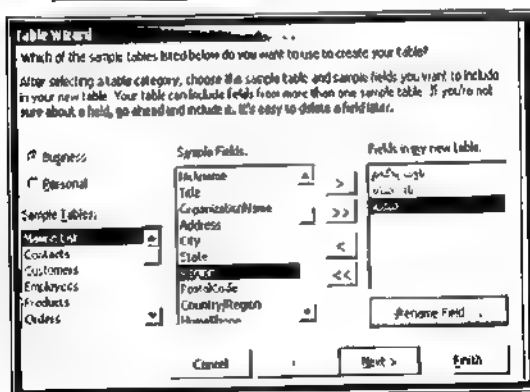 Table Wizard
Which of the sample tables listed below do you want to use to create your table?
After selecting a table category, choose the sample table and sample fields you want to include
in your new table. Your table can include fields from more than one sample table. If you're not
sure about a field, go ahead and include it. It's easy to delete a field later.
Business
Personal
Sample Tables:
Mailing List
Contacts
Customers
Employees
Products
Orders
Sample Fields:
Nickname
Title
OrganizationName
Address
City
State
Region
PostalCode
Country/Region
HomePhone
>
>>
<
<<
Fields in my new table:
Rename Field ...
Cancel
Next >
Finish